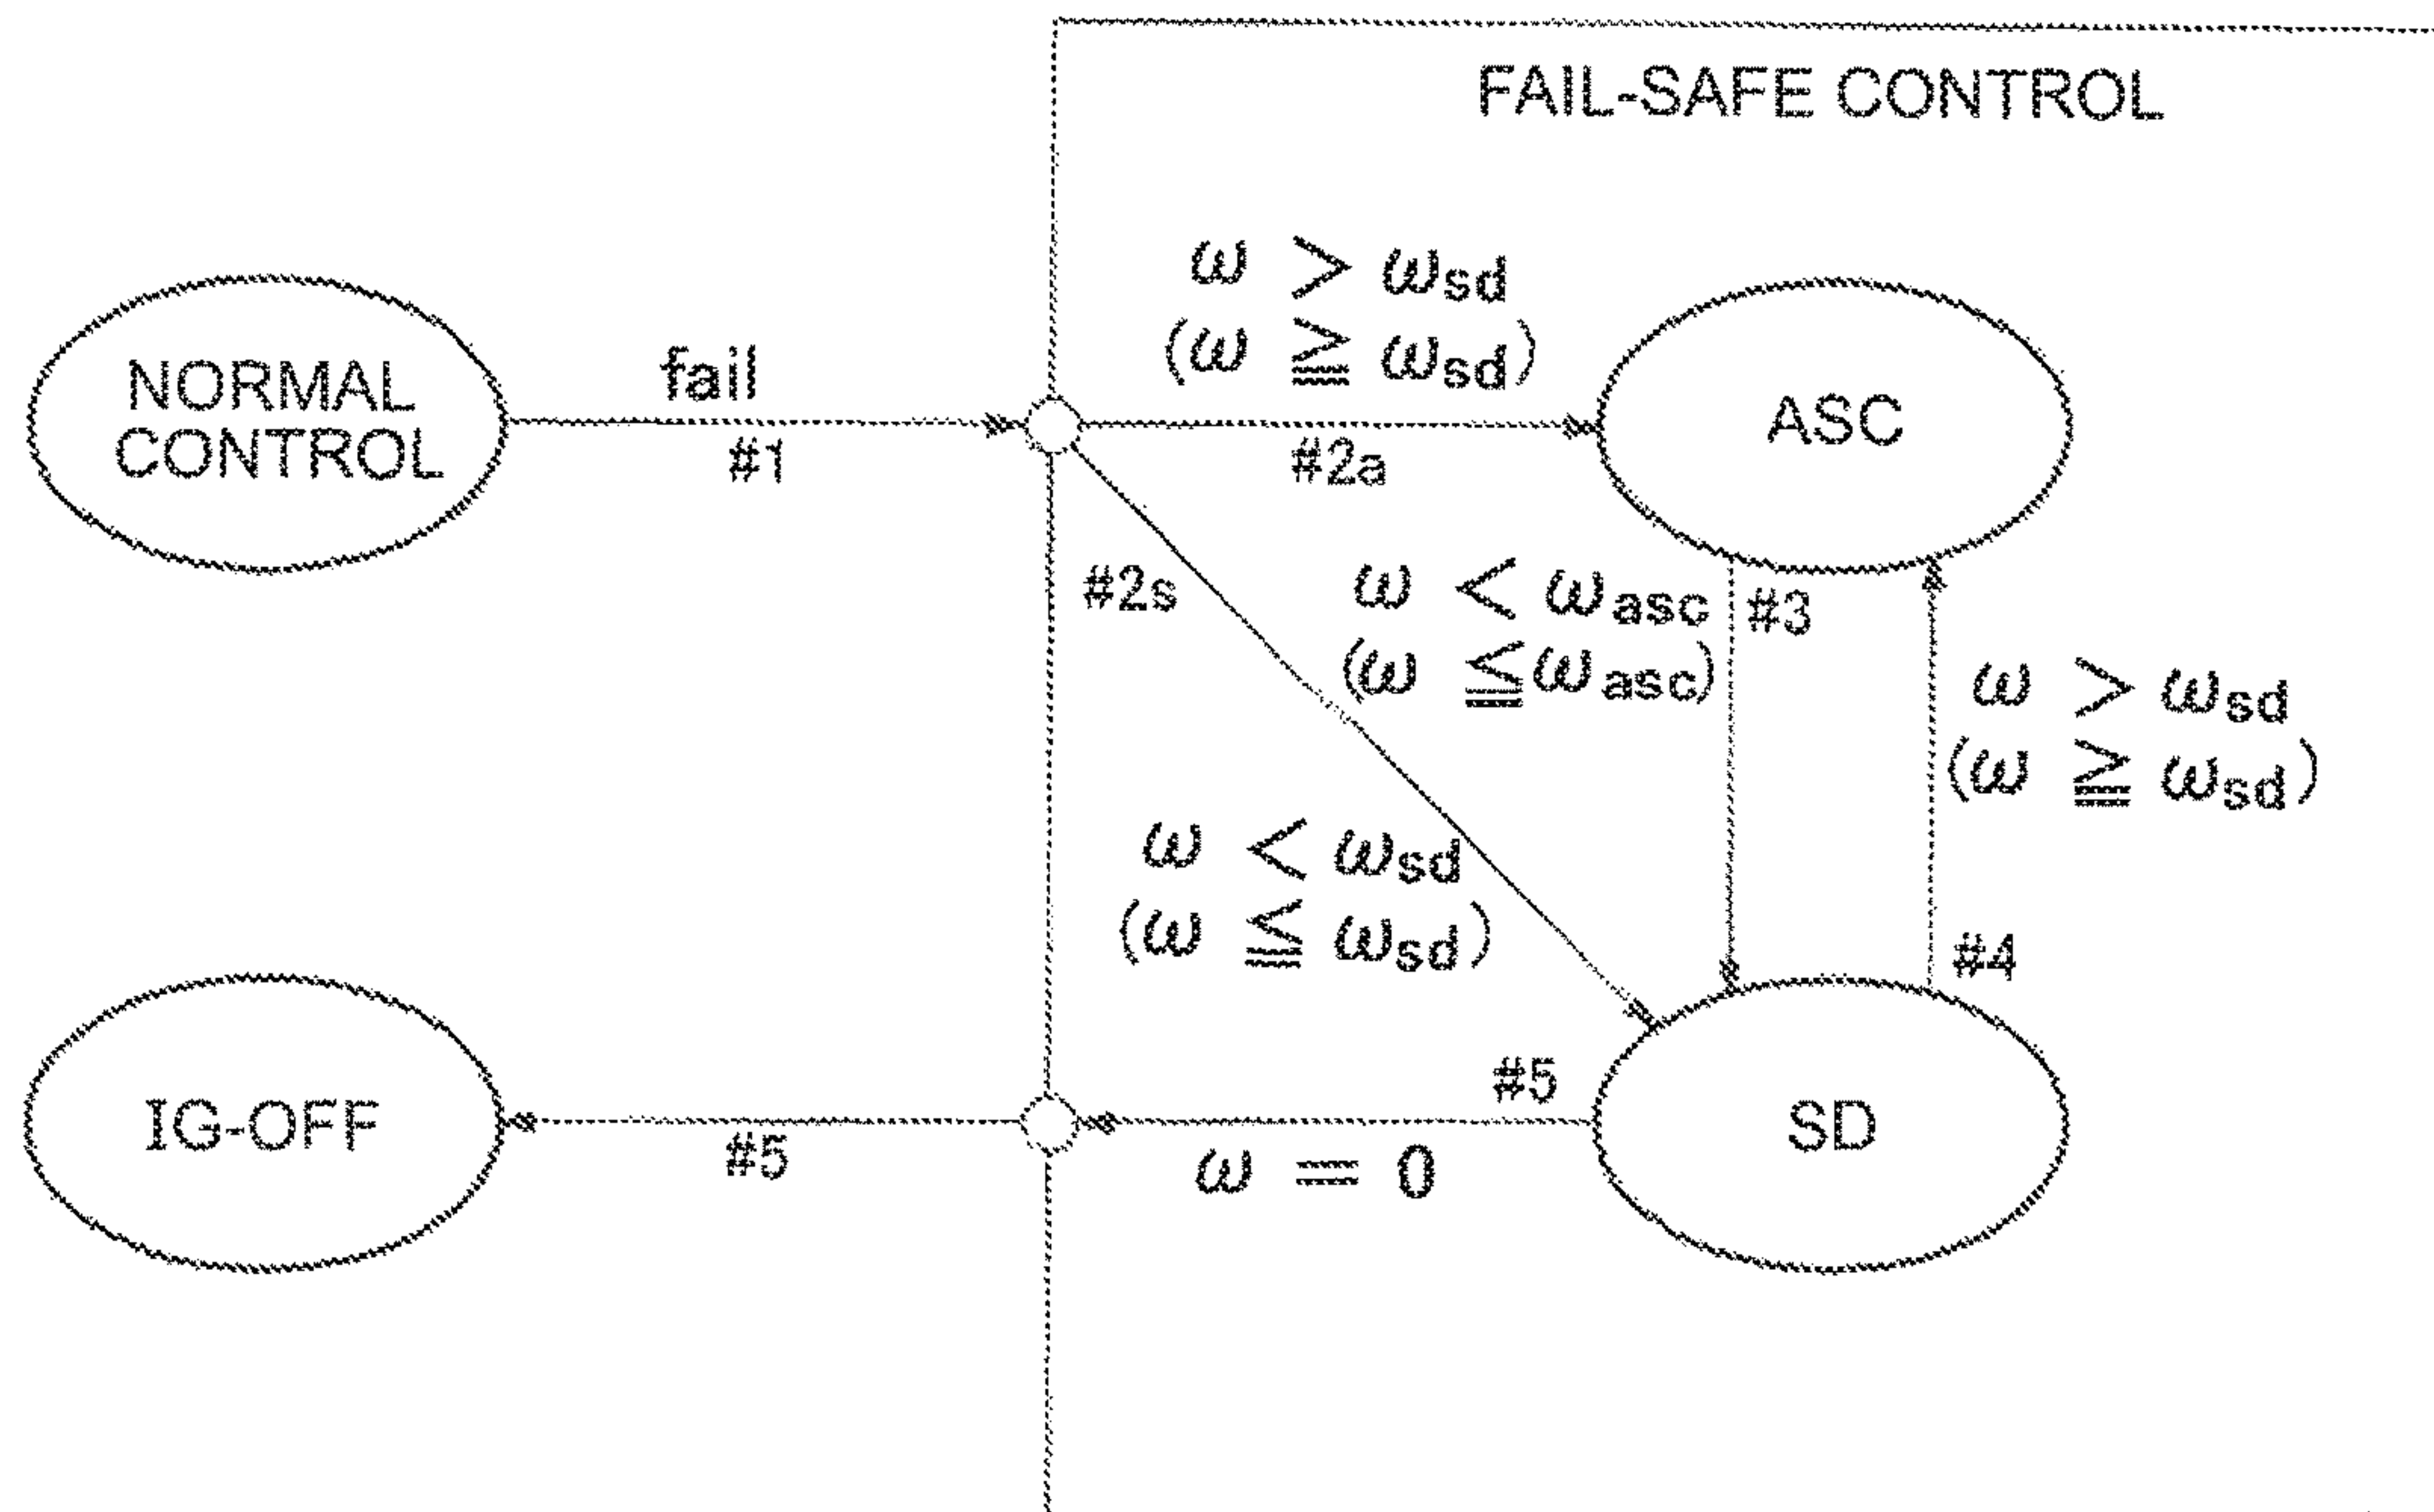 FAIL-SAFE CONTROL
NORMAL
CONTROL
fail
#1
ω > ωsd
(ω ≧ ωsd)
#2a
ASC
#2s
ω < ωasc
(ω ≦ωasc)
#3
ω > ωsd
(ω ≧ ωsd)
#4
ω < ωsd
(ω ≦ ωsd)
IG-OFF
#5
#5
ω = 0
SD